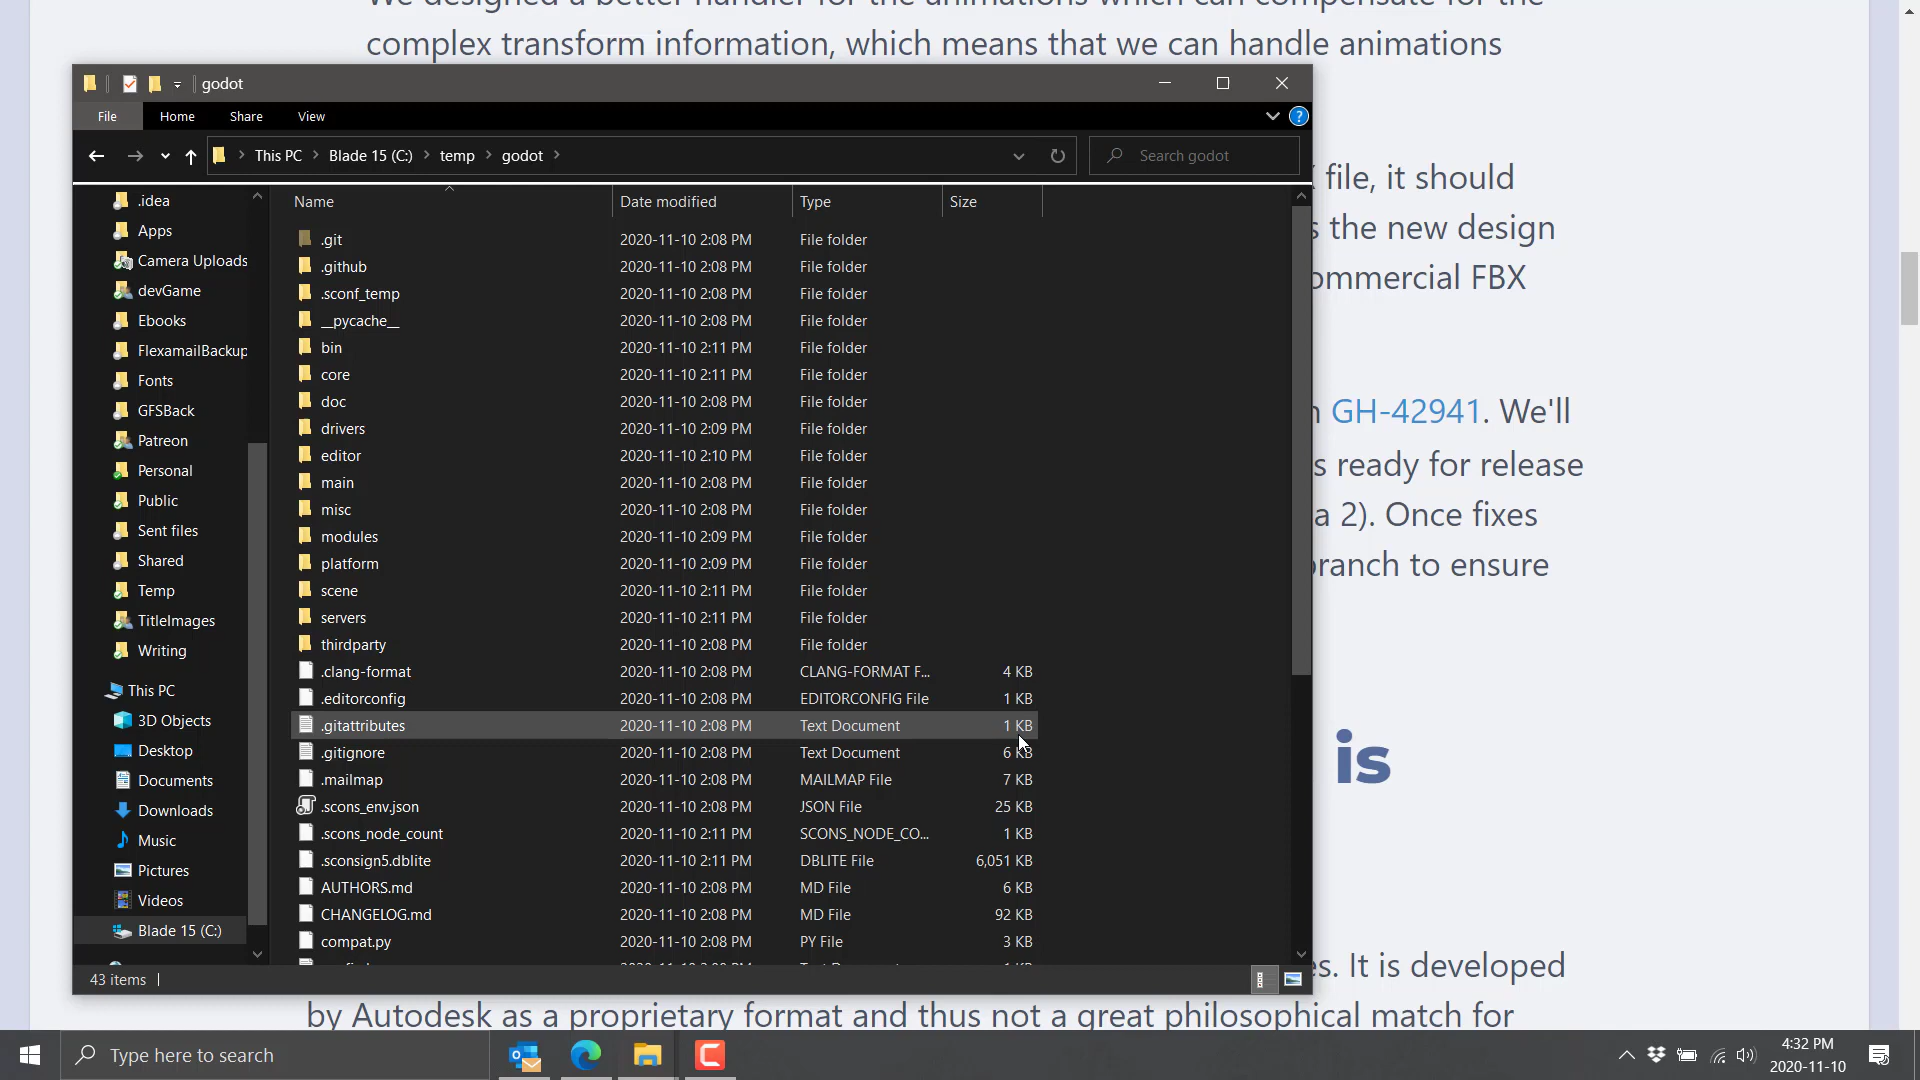 We designed a better handler for the animations which can compensate for the
complex transform information, which means that we can handle animations
godot
File Home Share View
This PC Blade 15 (C:) temp godot
Search godot
Name Date modified Type Size
.idea
Apps
Camera Uploads
devGame
Ebooks
FlexamailBackup
Fonts
GFSBack
Patreon
Personal
Public
Sent files
Shared
Temp
TitleImages
Writing
This PC
3D Objects
Desktop
Documents
Downloads
Music
Pictures
Videos
Blade 15 (C:)
.git 2020-11-10 2:08 PM File folder
.github 2020-11-10 2:08 PM File folder
.sconf_temp 2020-11-10 2:08 PM File folder
__pycache__ 2020-11-10 2:08 PM File folder
bin 2020-11-10 2:11 PM File folder
core 2020-11-10 2:11 PM File folder
doc 2020-11-10 2:08 PM File folder
drivers 2020-11-10 2:09 PM File folder
editor 2020-11-10 2:10 PM File folder
main 2020-11-10 2:08 PM File folder
misc 2020-11-10 2:08 PM File folder
modules 2020-11-10 2:09 PM File folder
platform 2020-11-10 2:09 PM File folder
scene 2020-11-10 2:11 PM File folder
servers 2020-11-10 2:11 PM File folder
thirdparty 2020-11-10 2:08 PM File folder
.clang-format 2020-11-10 2:08 PM CLANG-FORMAT F... 4 KB
.editorconfig 2020-11-10 2:08 PM EDITORCONFIG File 1 KB
.gitattributes 2020-11-10 2:08 PM Text Document 1 KB
.gitignore 2020-11-10 2:08 PM Text Document 6 KB
.mailmap 2020-11-10 2:08 PM MAILMAP File 7 KB
.scons_env.json 2020-11-10 2:08 PM JSON File 25 KB
.scons_node_count 2020-11-10 2:11 PM SCONS_NODE_CO... 1 KB
.sconsign5.dblite 2020-11-10 2:11 PM DBLITE File 6,051 KB
AUTHORS.md 2020-11-10 2:08 PM MD File 6 KB
CHANGELOG.md 2020-11-10 2:08 PM MD File 92 KB
compat.py 2020-11-10 2:08 PM PY File 3 KB
43 items
file, it should
the new design
ommercial FBX
GH-42941. We'll
s ready for release
a 2). Once fixes
branch to ensure
is
es. It is developed
by Autodesk as a proprietary format and thus not a great philosophical match for
Type here to search
4:32 PM
2020-11-10